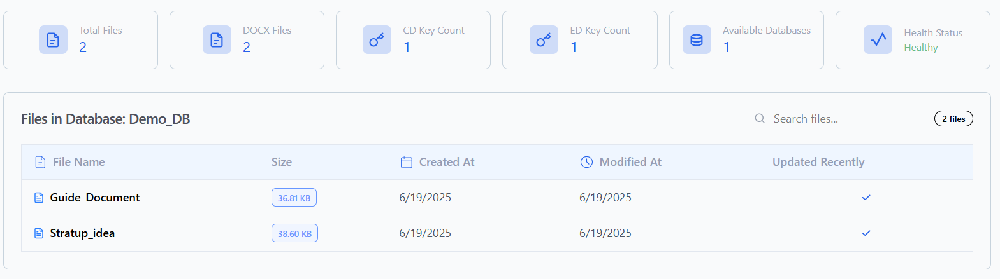 Total Files
2
DOCX Files
2
CD Key Count
1
ED Key Count
1
Available Databases
1
Health Status
Healthy
Files in Database: Demo_DB
Search files...
2 files
File Name Size Created At Modified At Updated Recently
Guide_Document 36.81 KB 6/19/2025 6/19/2025
Stratup_idea 38.60 KB 6/19/2025 6/19/2025